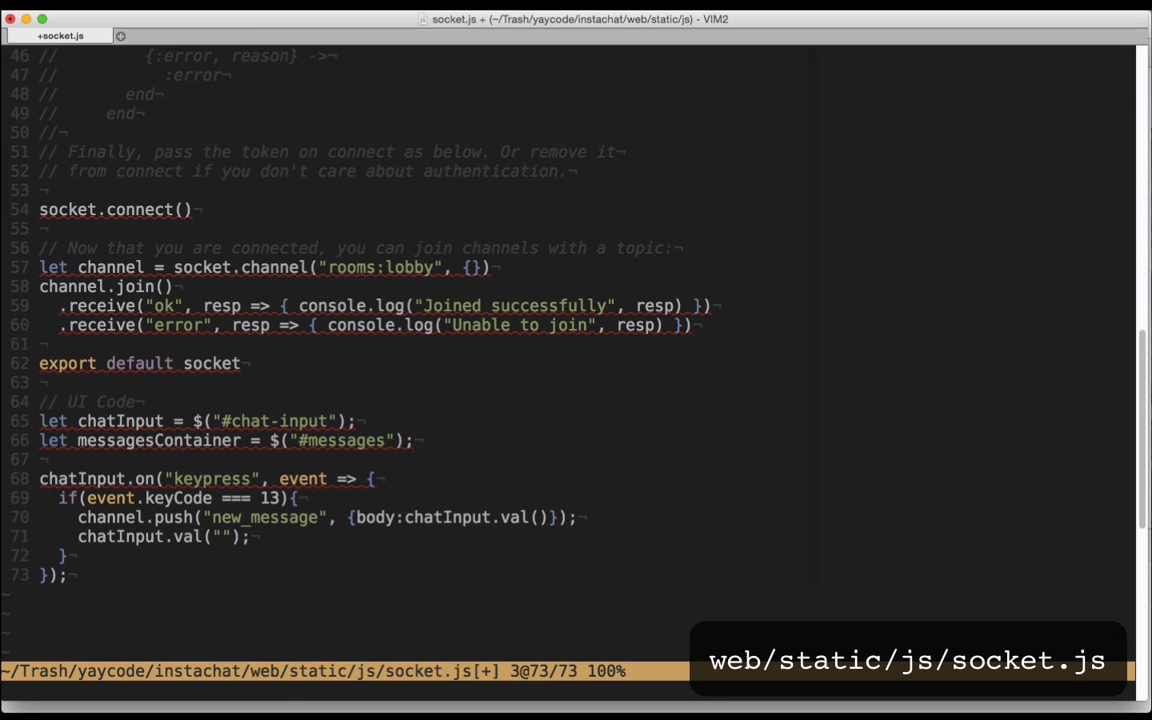 socket.js + (~/Trash/yaycode/instachat/web/static/js) - VIM2
+socket.js
46 //         {:error, reason} ->¬
47 //           :error¬
48 //       end¬
49 //     end¬
50 //¬
51 // Finally, pass the token on connect as below. Or remove it¬
52 // from connect if you don't care about authentication.¬
53 ¬
54 socket.connect()¬
55 ¬
56 // Now that you are connected, you can join channels with a topic:¬
57 let channel = socket.channel("rooms:lobby", {})¬
58 channel.join()¬
59   .receive("ok", resp => { console.log("Joined successfully", resp) })¬
60   .receive("error", resp => { console.log("Unable to join", resp) })¬
61 ¬
62 export default socket¬
63 ¬
64 // UI Code¬
65 let chatInput = $("#chat-input");¬
66 let messagesContainer = $("#messages");¬
67 ¬
68 chatInput.on("keypress", event => {¬
69   if(event.keyCode === 13){¬
70     channel.push("new_message", {body:chatInput.val()});¬
71     chatInput.val("");¬
72   }¬
73 });¬
~
~
~
~
~/Trash/yaycode/instachat/web/static/js/socket.js[+] 3@73/73 100%
web/static/js/socket.js